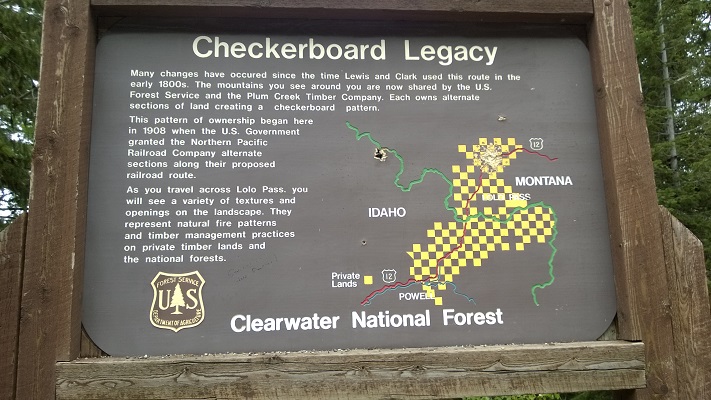 Checkerboard Legacy
Many changes have occured since the time Lewis and Clark used this route in the
early 1800s. The mountains you see around you are now shared by the U.S.
Forest Service and the Plum Creek Timber Company. Each owns alternate
sections of land creating a checkerboard pattern.
This pattern of ownership began here
in 1908 when the U.S. Government
granted the Northern Pacific
Railroad Company alternate
sections along their proposed
railroad route.
As you travel across Lolo Pass. you
will see a variety of textures and
openings on the landscape. They
represent natural fire patterns
and timber management practices
on private timber lands and
the national forests.
12
MONTANA
PASS
IDAHO
Private
Lands
12
POWELL
FOREST SERVICE
U S
DEPARTMENT OF AGRICULTURE
Clearwater National Forest